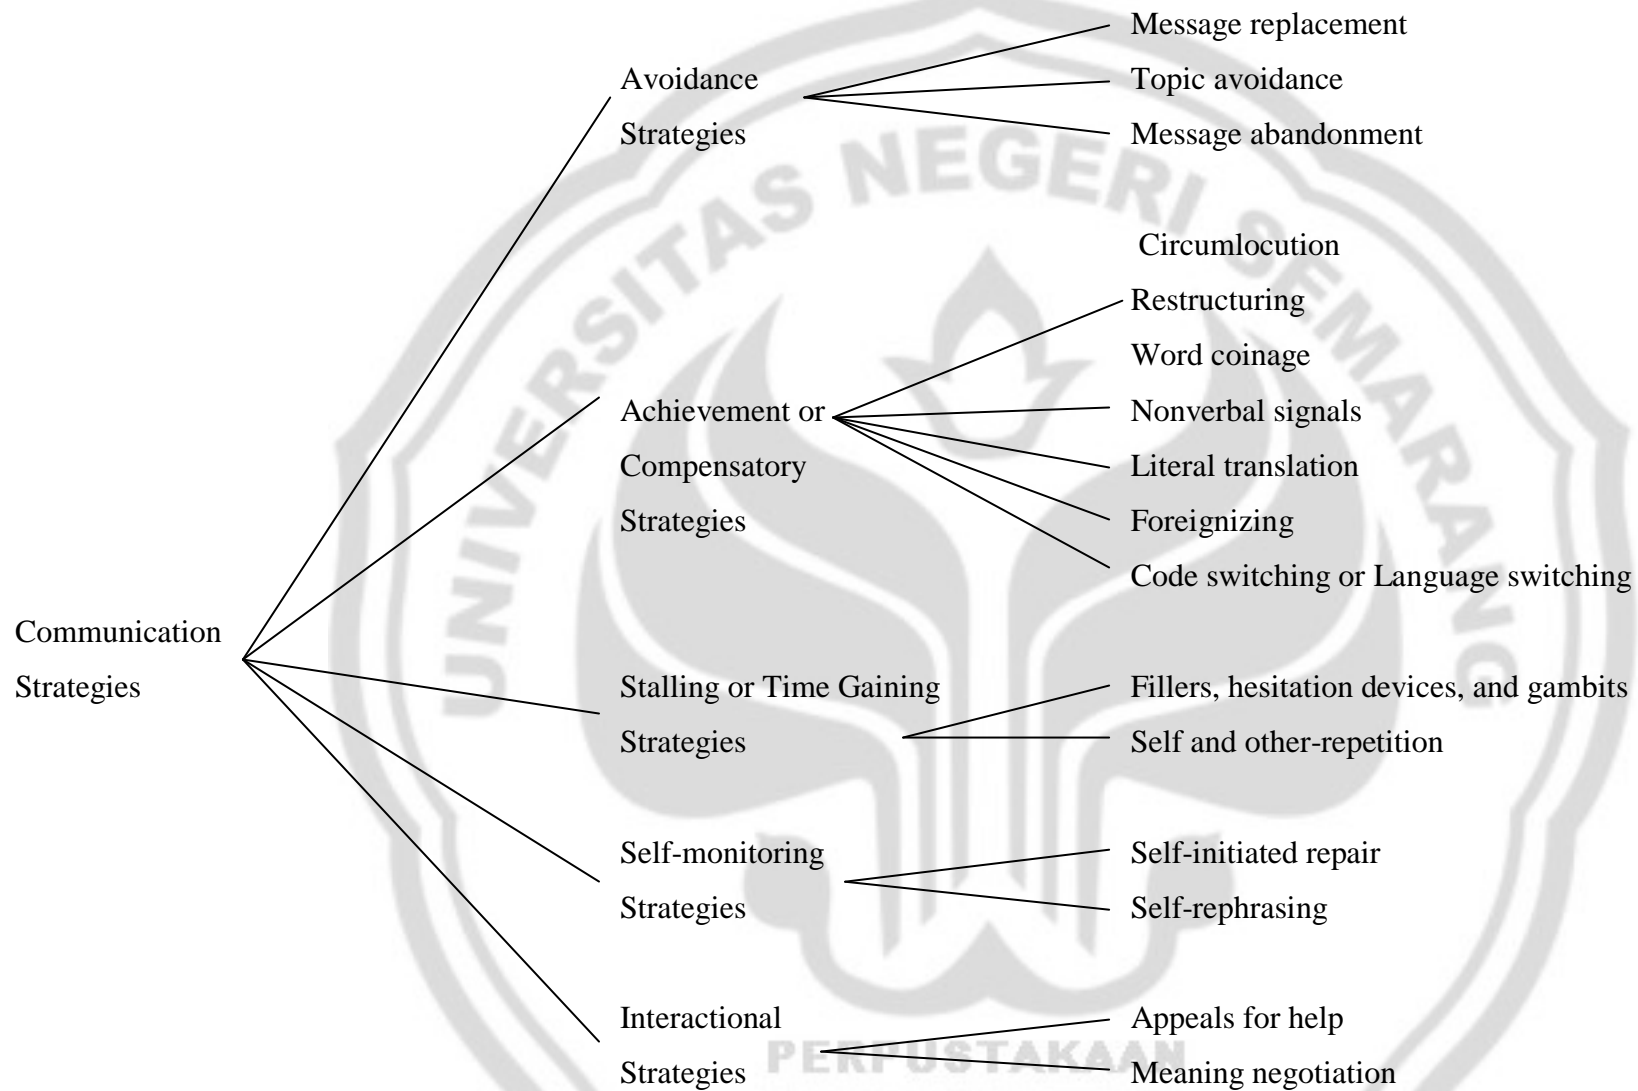 Message replacement
Avoidance
Topic avoidance
Strategies
Message abandonment
Circumlocution
Restructuring
Word coinage
Achievement or
Nonverbal signals
Compensatory
Literal translation
Strategies
Foreignizing
Code switching or Language switching
Communication
Strategies
Stalling or Time Gaining
Fillers, hesitation devices, and gambits
Strategies
Self and other-repetition
Self-monitoring
Self-initiated repair
Strategies
Self-rephrasing
Interactional
Appeals for help
Strategies
Meaning negotiation
UNIVERSITAS NEGERI SEMARANG
PERPUSTAKAAN